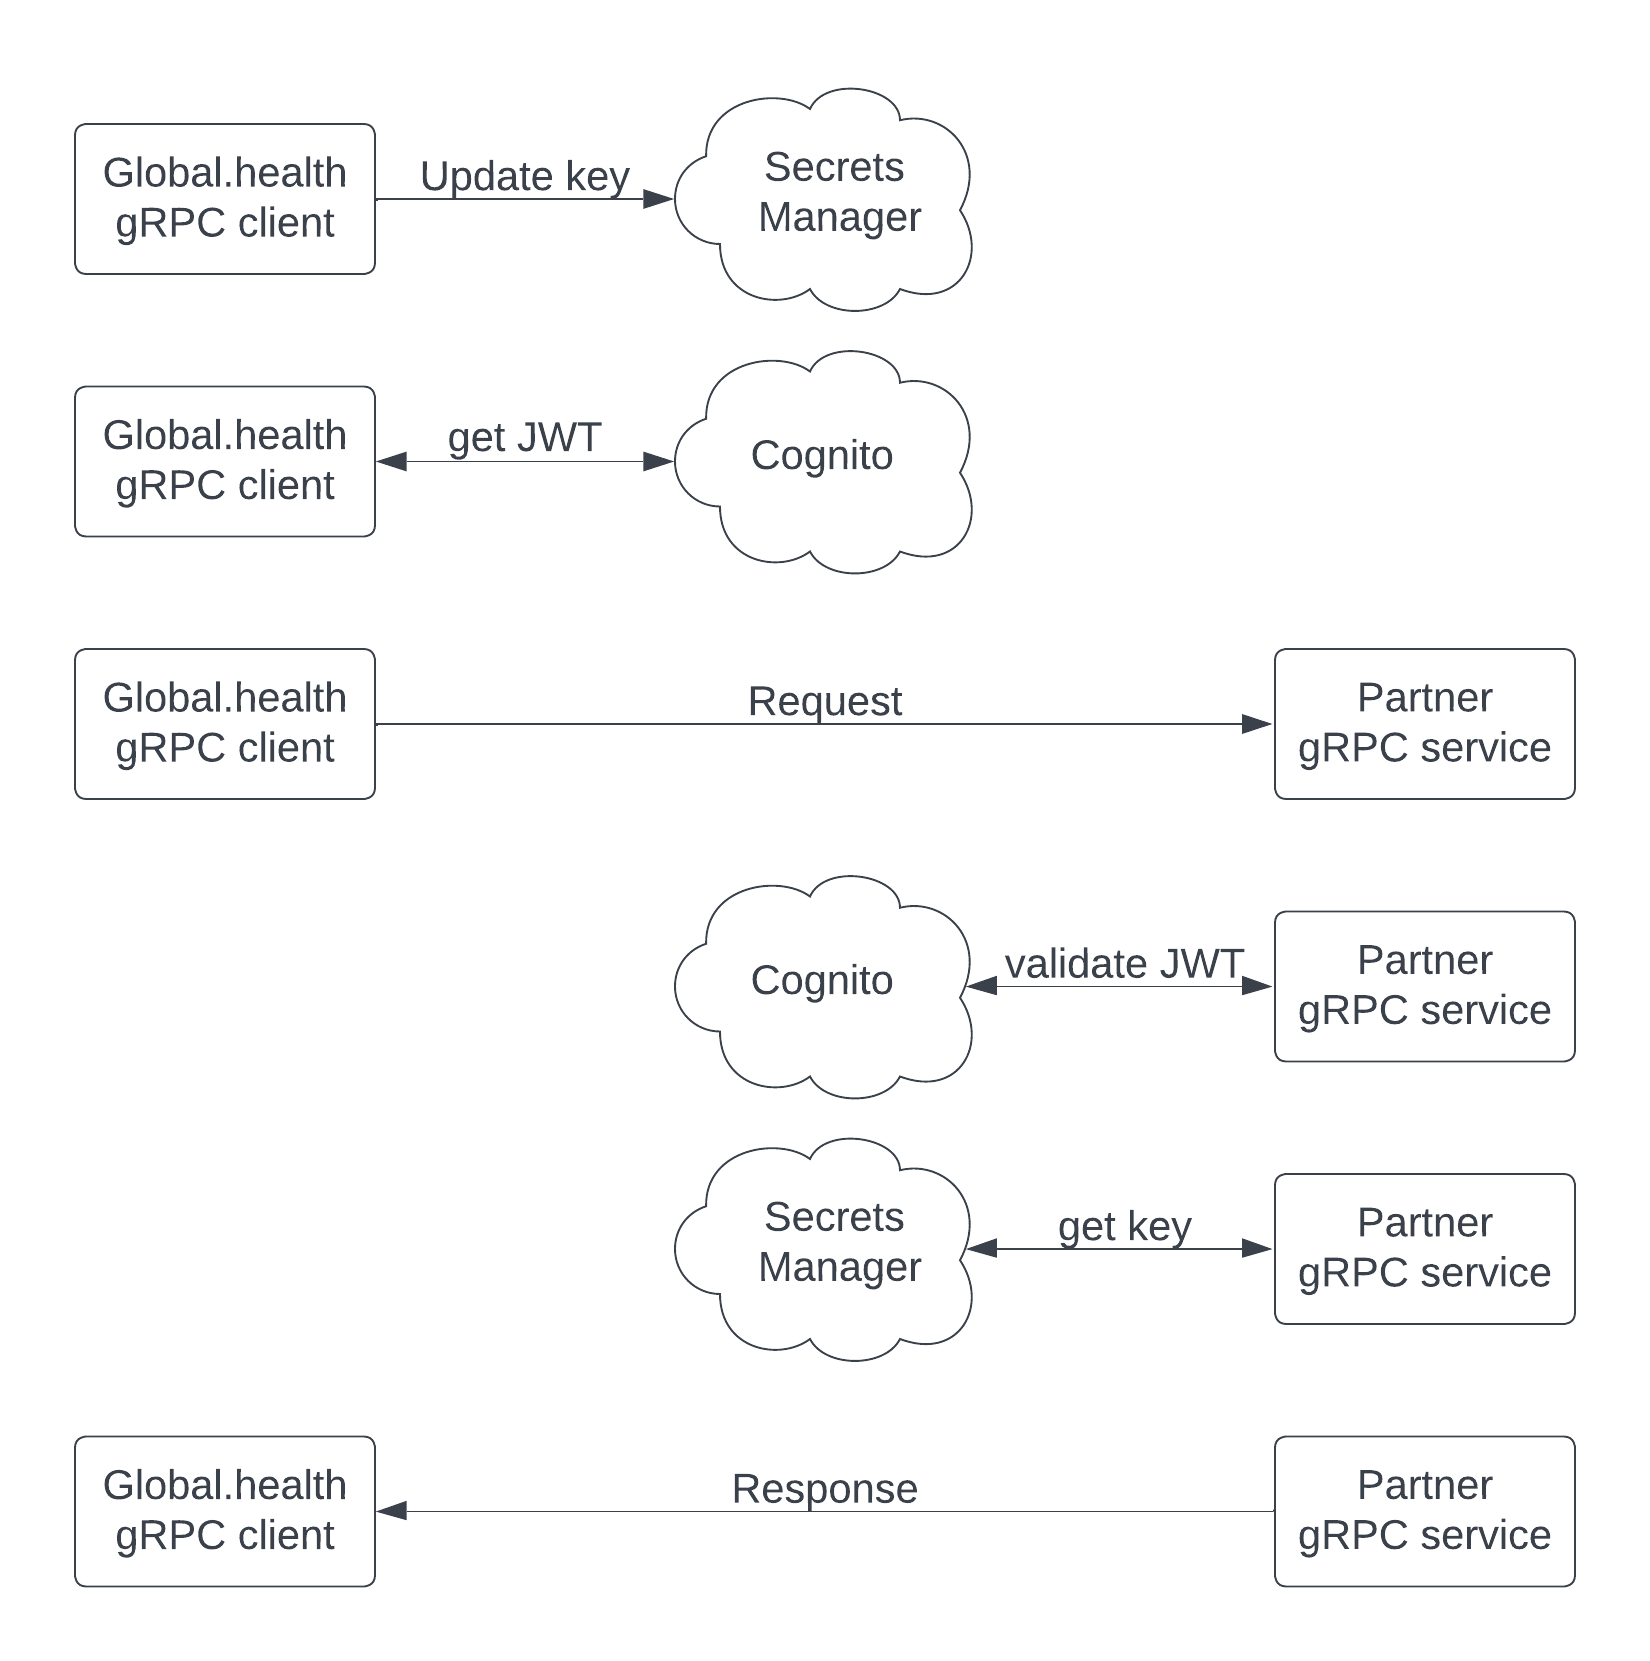 Global.health
gRPC client
Update key
Secrets
Manager
Global.health
gRPC client
get JWT
Cognito
Global.health
gRPC client
Request
Partner
gRPC service
Cognito
validate JWT
Partner
gRPC service
Secrets
Manager
get key
Partner
gRPC service
Global.health
gRPC client
Response
Partner
gRPC service